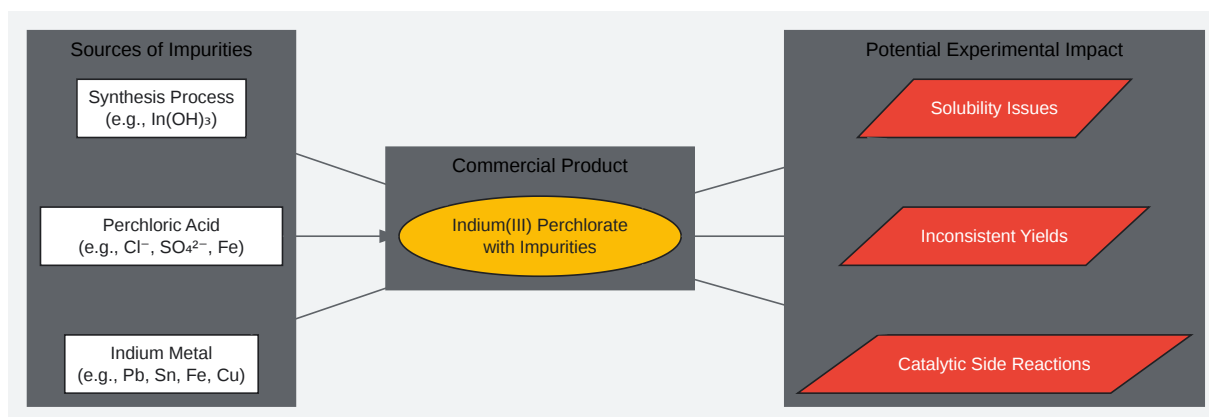 Sources of Impurities
Synthesis Process
(e.g., In(OH)₃)
Perchloric Acid
(e.g., Cl⁻, SO₄²⁻, Fe)
Indium Metal
(e.g., Pb, Sn, Fe, Cu)
Commercial Product
Indium(III) Perchlorate
with Impurities
Potential Experimental Impact
Solubility Issues
Inconsistent Yields
Catalytic Side Reactions